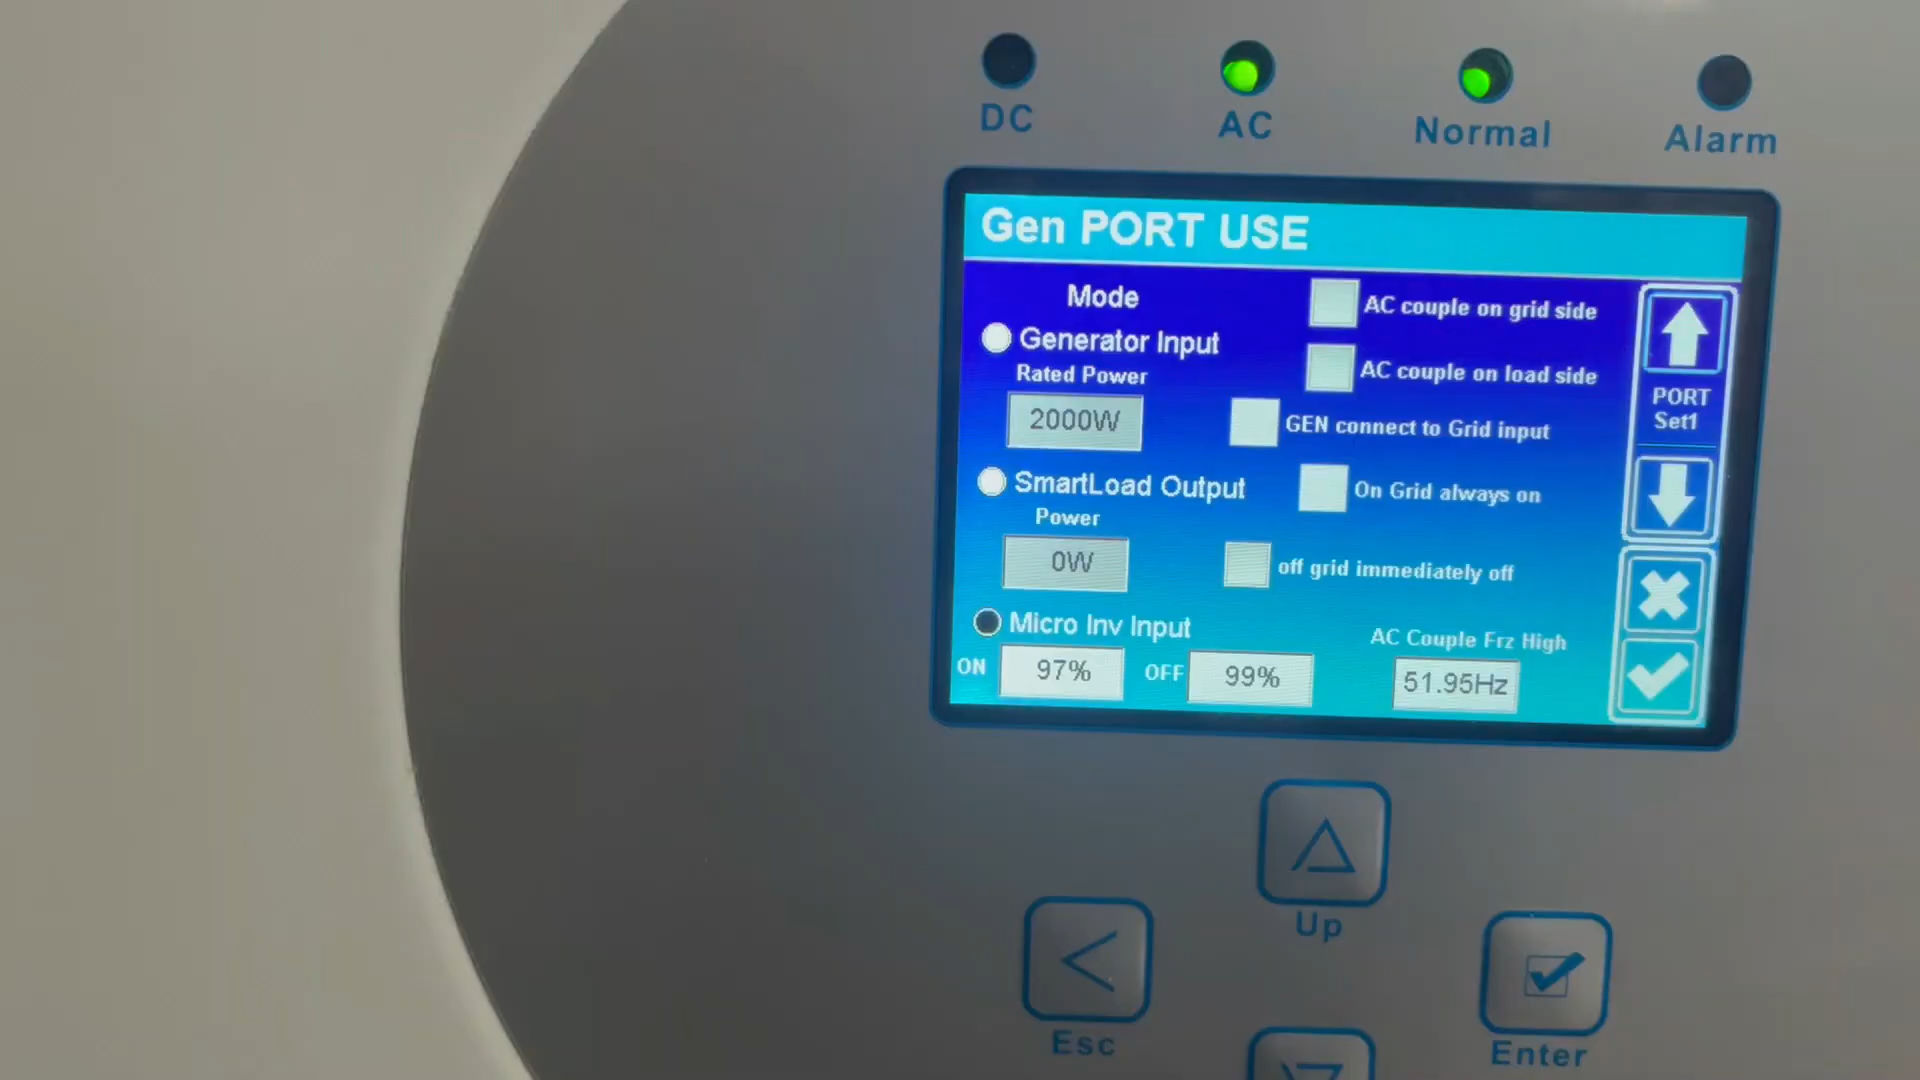 DC
AC
Normal
Alarm
Gen PORT USE
Mode
AC couple on grid side
Generator Input
Rated Power
AC couple on load side
2000W
GEN connect to Grid input
PORT
Set1
SmartLoad Output
On Grid always on
Power
0W
off grid immediately off
Micro Inv Input
AC Couple Frz High
ON
97%
OFF
99%
51.95Hz
Up
Esc
Enter